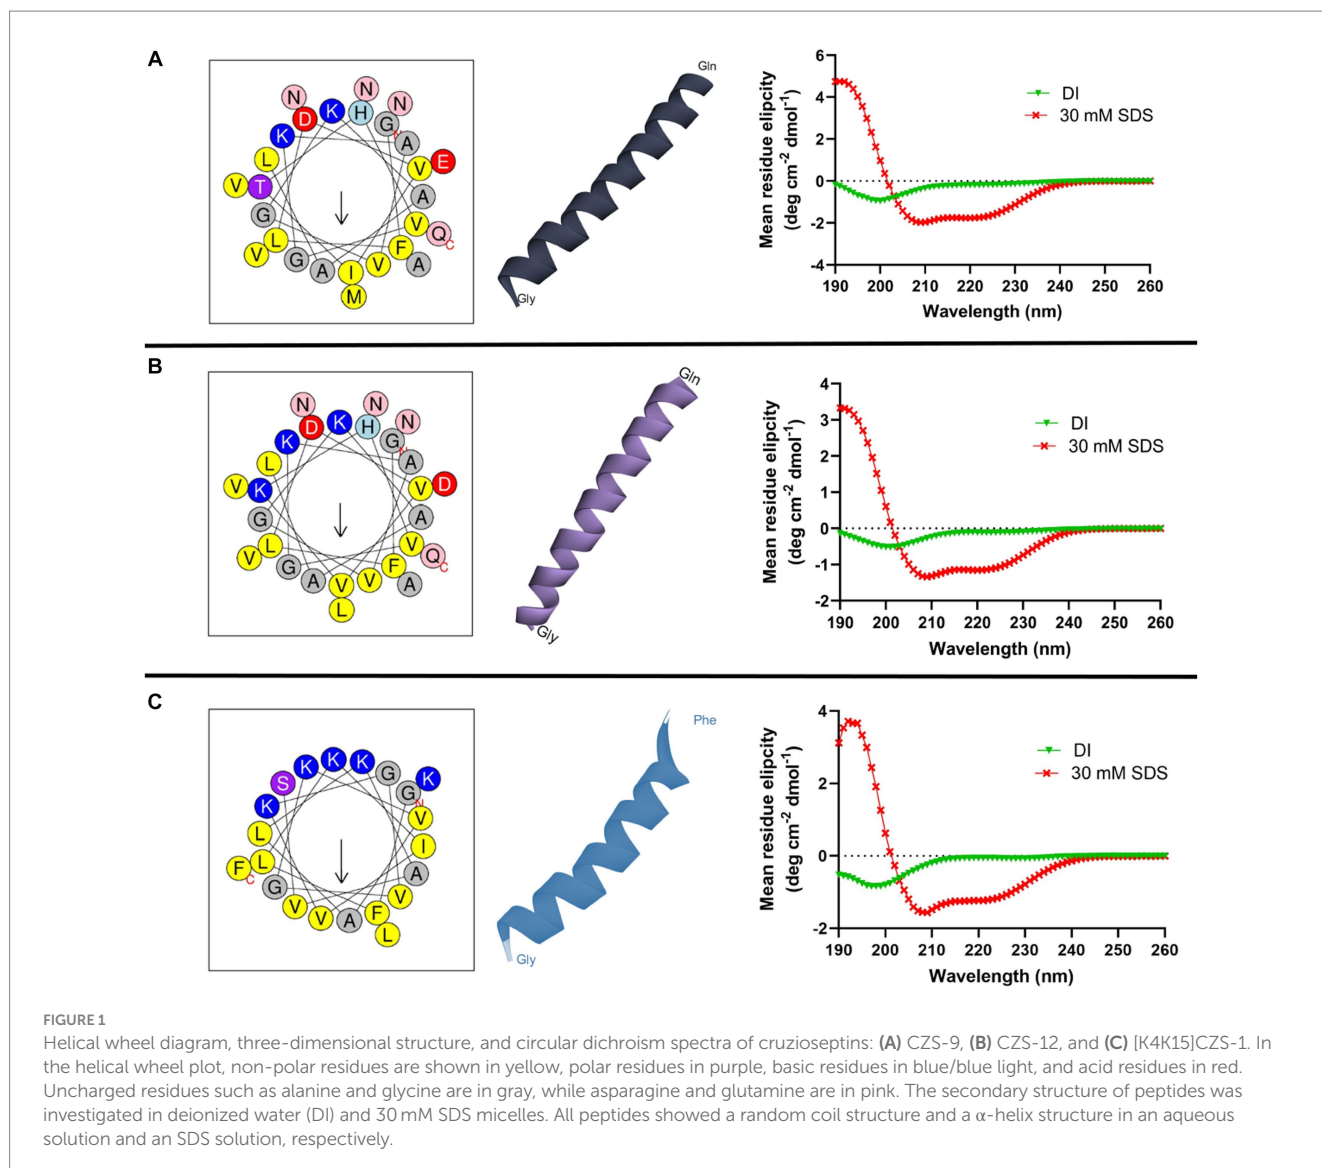 A
N
N
N
D
K
H
G
N
K
A
L
V
E
V
T
A
G
V
Q
C
V
L
F
A
G
A
I
V
M
Gln
Gly
6
4
2
0
-2
-4
Mean residue elipcity
(deg cm-2 dmol-1)
DI
30 mM SDS
190 200 210 220 230 240 250 260
Wavelength (nm)
B
N
N
N
D
K
H
G
N
K
A
L
V
D
V
K
A
G
V
Q
C
V
L
F
A
G
A
V
V
L
Gln
Gly
4
3
2
1
0
-1
-2
Mean residue elipcity
(deg cm-2 dmol-1)
DI
30 mM SDS
190 200 210 220 230 240 250 260
Wavelength (nm)
C
K
K
K
G
K
S
G
N
K
V
L
I
F
C
L
A
G
V
V
V
A
F
L
Phe
Gly
4
2
0
-2
Mean residue elipcity
(deg cm-2 dmol-1)
DI
30 mM SDS
190 200 210 220 230 240 250 260
Wavelength (nm)
FIGURE 1
Helical wheel diagram, three-dimensional structure, and circular dichroism spectra of cruzioseptins: (A) CZS-9, (B) CZS-12, and (C) [K4K15]CZS-1. In
the helical wheel plot, non-polar residues are shown in yellow, polar residues in purple, basic residues in blue/blue light, and acid residues in red.
Uncharged residues such as alanine and glycine are in gray, while asparagine and glutamine are in pink. The secondary structure of peptides was
investigated in deionized water (DI) and 30 mM SDS micelles. All peptides showed a random coil structure and a α-helix structure in an aqueous
solution and an SDS solution, respectively.